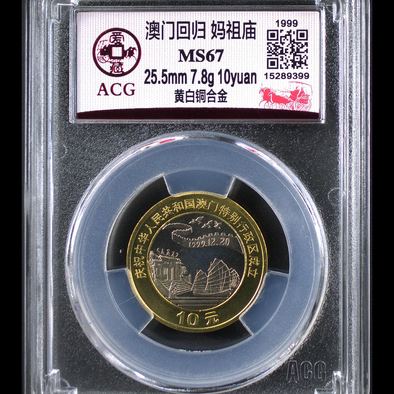 爱藏
ACG
澳门回归 妈祖庙
MS67
25.5mm 7.8g 10yuan
黄白铜合金
1999
15289399
庆祝中华人民共和国澳门特别行政区成立
1999.12.20
10元
ACG